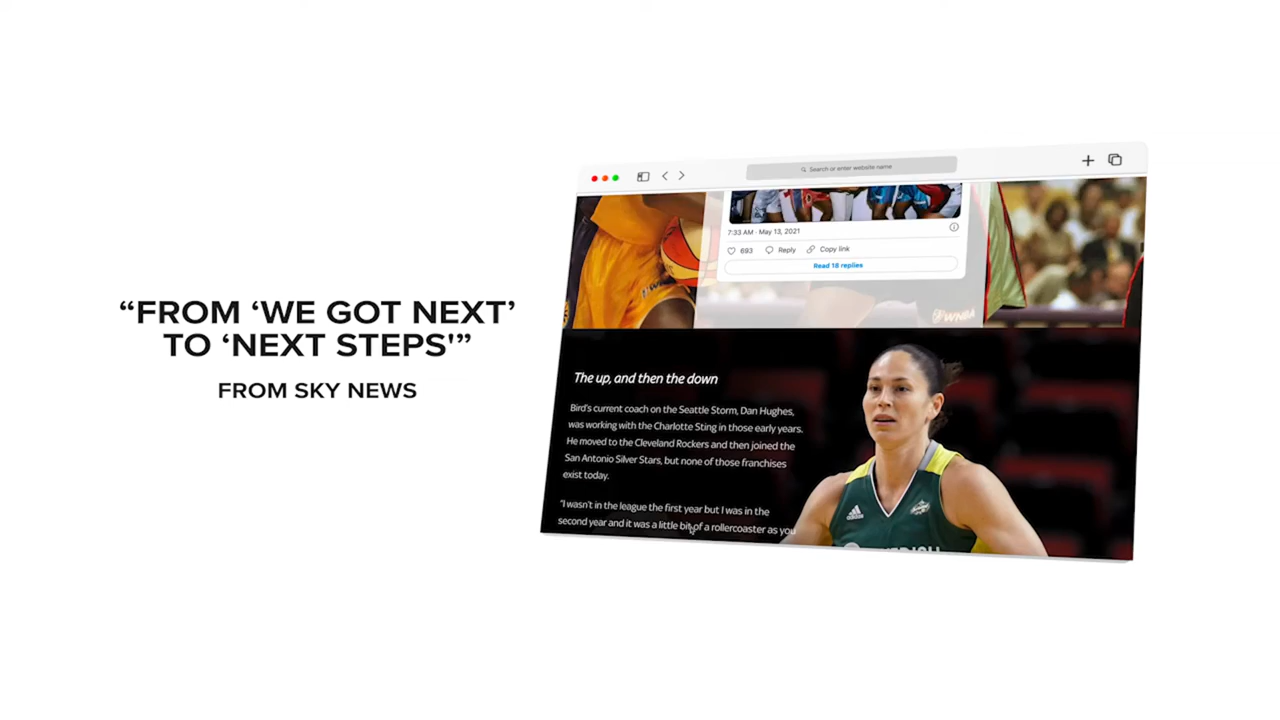 “FROM ‘WE GOT NEXT’
TO ‘NEXT STEPS'”
FROM SKY NEWS
Search or enter website name
7:33 AM · May 13, 2021
693 Reply Copy link
Read 18 replies
WNBA
The up, and then the down
Bird's current coach on the Seattle Storm, Dan Hughes,
was working with the Charlotte Sting in those early years.
He moved to the Cleveland Rockers and then joined the
San Antonio Silver Stars, but none of those franchises
exist today.
“I wasn't in the league the first year but I was in the
second year and it was a little bit of a rollercoaster as you
adidas